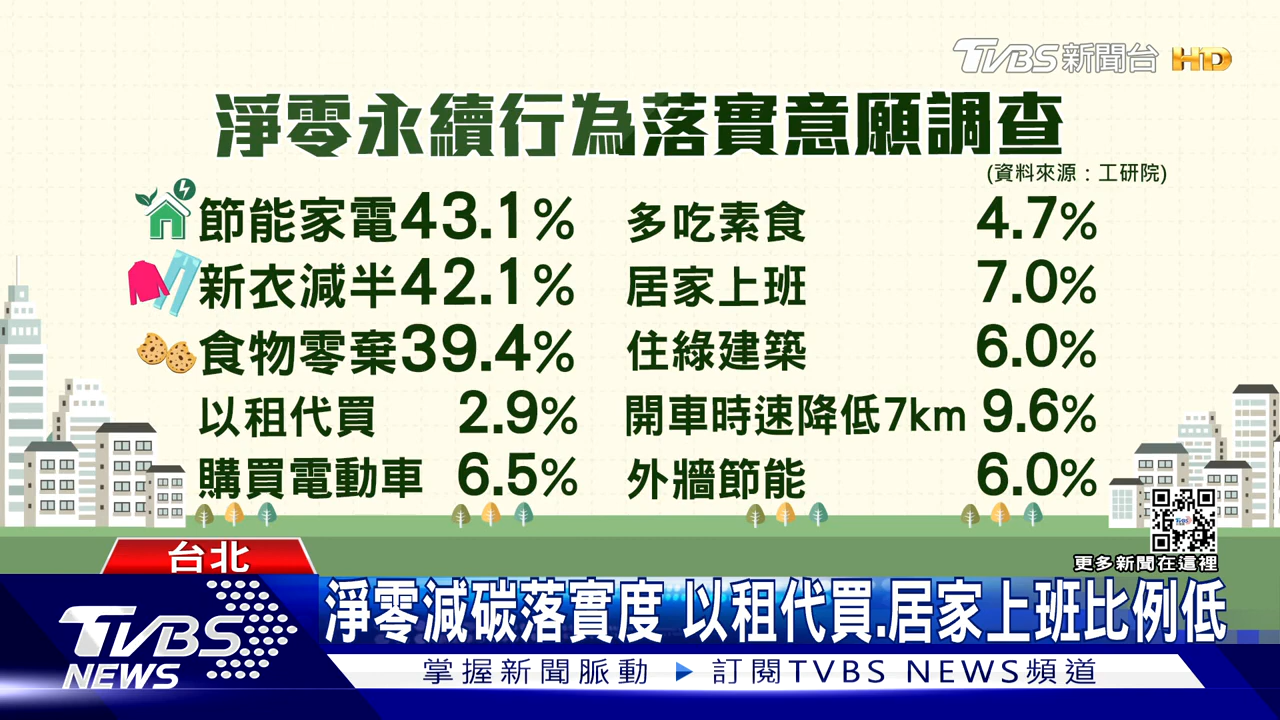 TVBS新聞台 HD
淨零永續行為落實意願調查
(資料來源：工研院)
節能家電43.1%
新衣減半42.1%
食物零棄39.4%
以租代買 2.9%
購買電動車 6.5%
多吃素食 4.7%
居家上班 7.0%
住綠建築 6.0%
開車時速降低7km 9.6%
外牆節能 6.0%
TVBS
更多新聞在這裡
台北
淨零減碳落實度 以租代買.居家上班比例低
TVBS NEWS
掌握新聞脈動 訂閱TVBS NEWS頻道